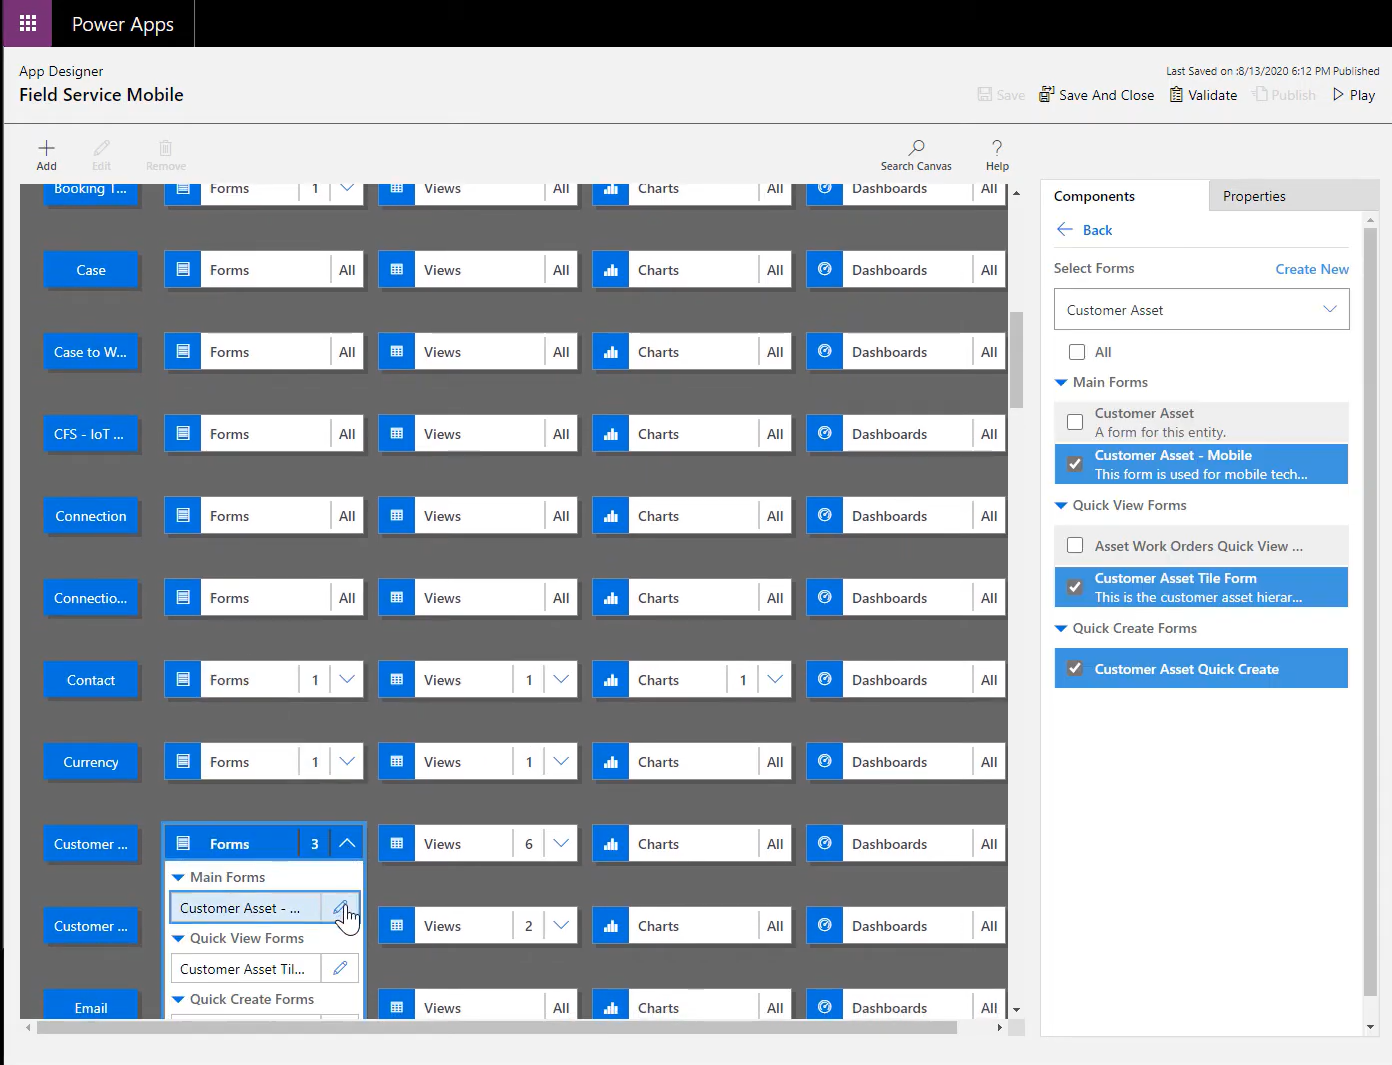 Power Apps
App Designer
Field Service Mobile
Last Saved on :8/13/2020 6:12 PM Published
Save
Save And Close
Validate
Publish
Play
Add
Edit
Remove
Search Canvas
Help
Booking T... Forms 1 Views All Charts All Dashboards All
Case Forms All Views All Charts All Dashboards All
Case to W... Forms All Views All Charts All Dashboards All
CFS - IoT ... Forms All Views All Charts All Dashboards All
Connection Forms All Views All Charts All Dashboards All
Connectio... Forms All Views All Charts All Dashboards All
Contact Forms 1 Views 1 Charts 1 Dashboards All
Currency Forms 1 Views 1 Charts All Dashboards All
Customer ... Forms 3 Views 6 Charts All Dashboards All
Main Forms
Customer Asset - ...
Customer ... Views 2 Charts All Dashboards All
Quick View Forms
Customer Asset Til...
Quick Create Forms
Email Views All Charts All Dashboards All
Components
Properties
Back
Select Forms
Create New
Customer Asset
All
Main Forms
Customer Asset
A form for this entity.
Customer Asset - Mobile
This form is used for mobile tech...
Quick View Forms
Asset Work Orders Quick View ...
Customer Asset Tile Form
This is the customer asset hierar...
Quick Create Forms
Customer Asset Quick Create